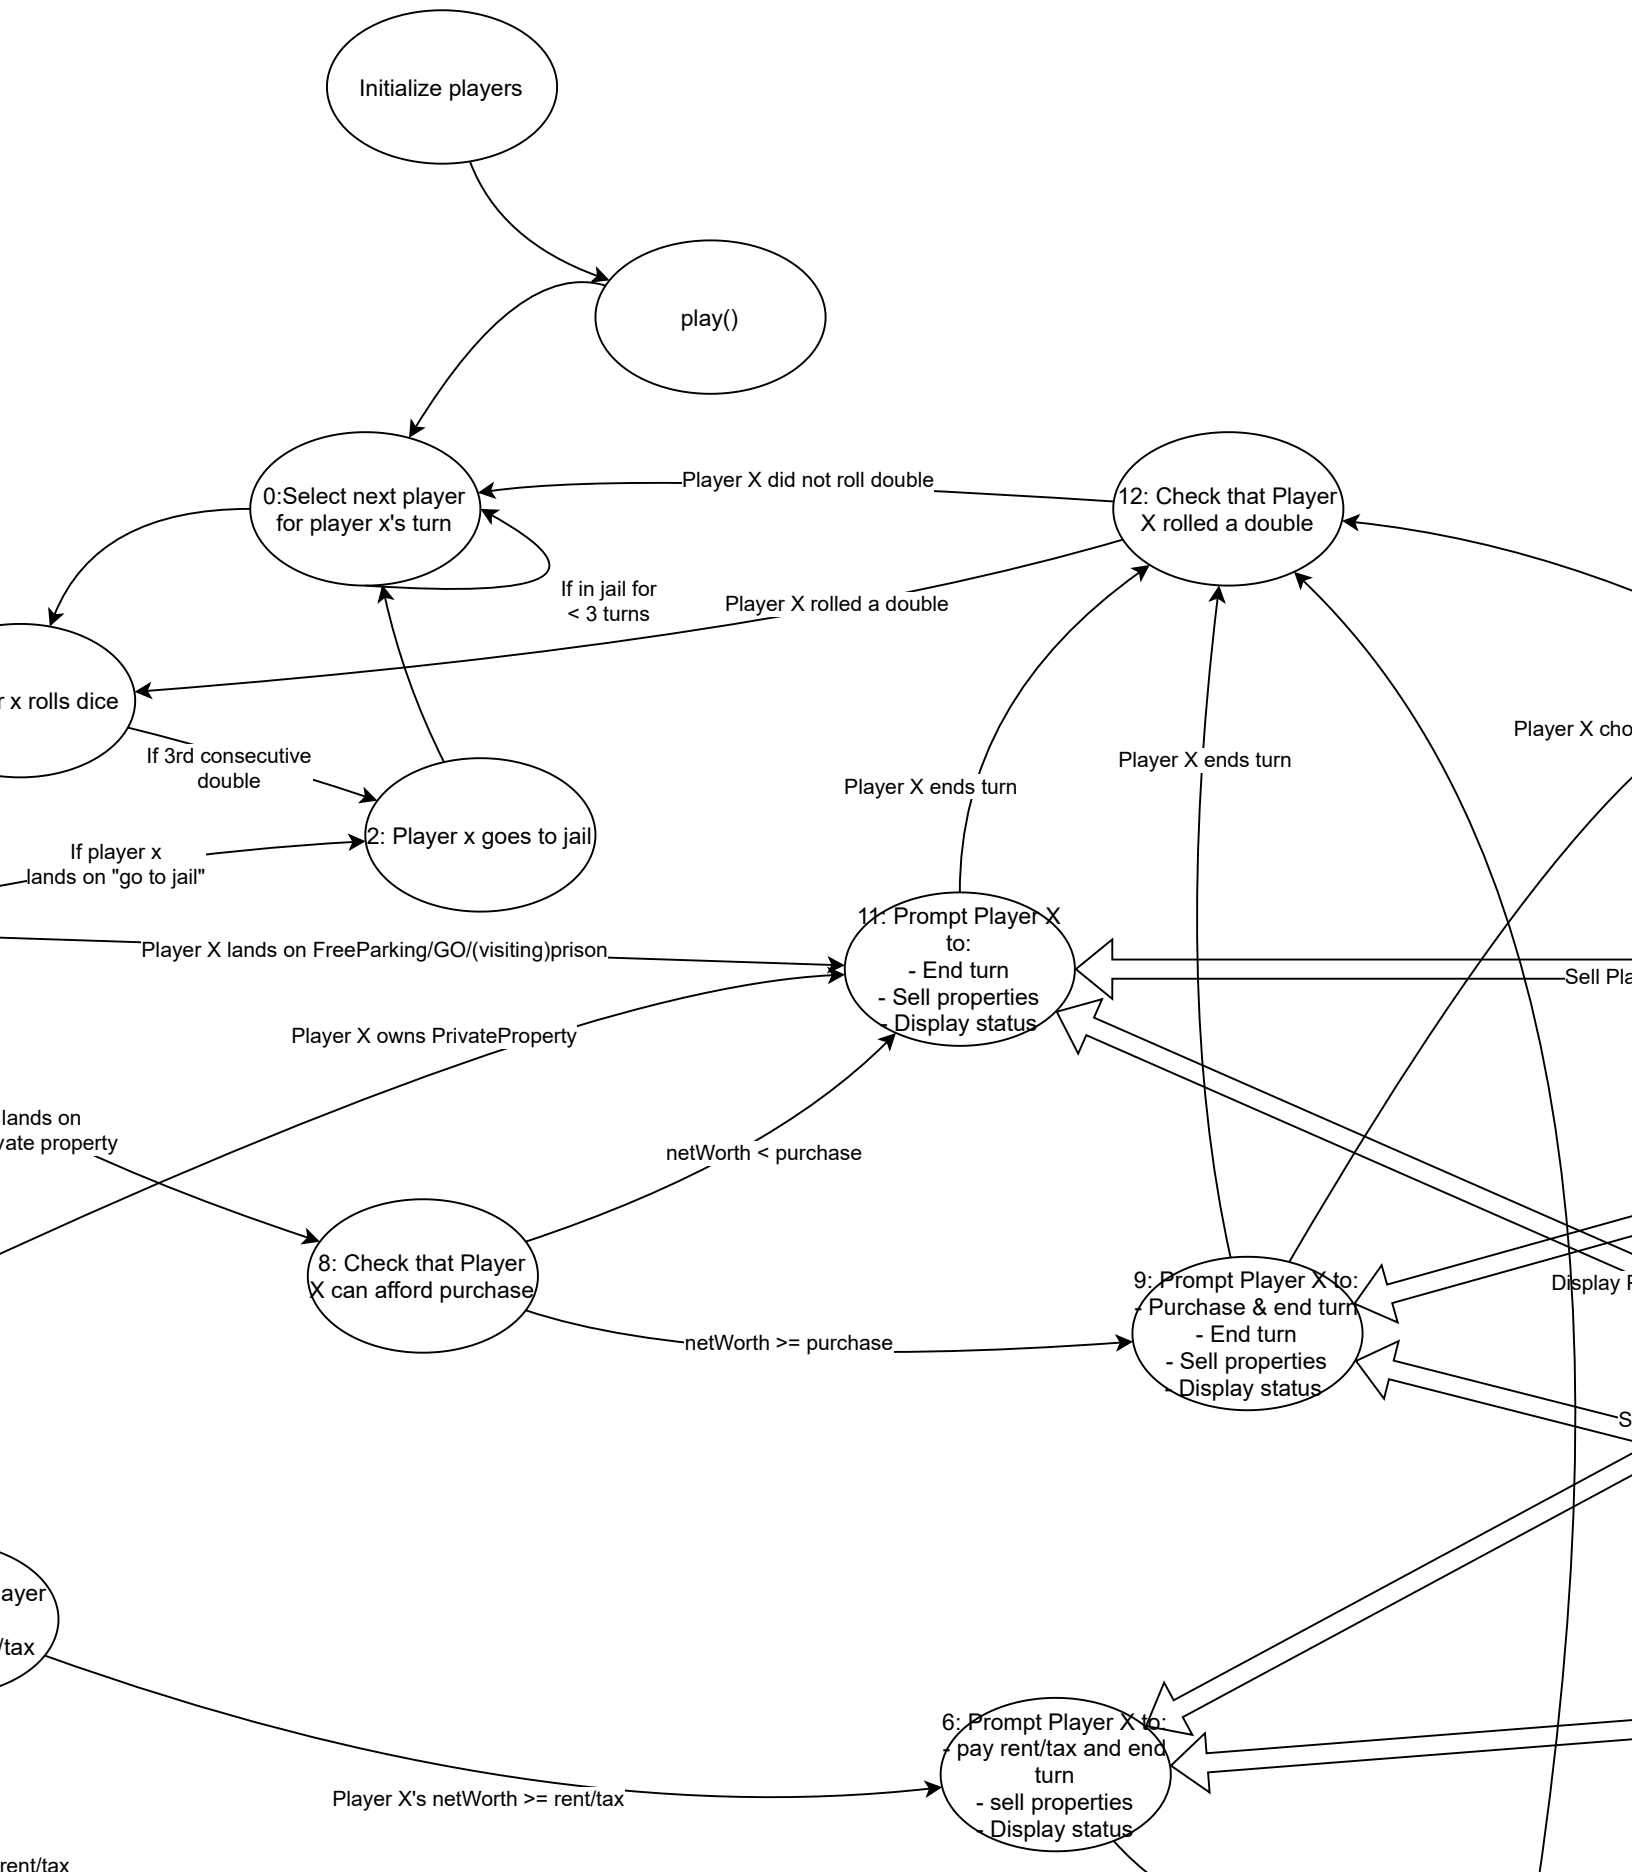 Initialize players
play()
0:Select next player
for player x's turn
Player X did not roll double
12: Check that Player
X rolled a double
If in jail for
< 3 turns
Player X rolled a double
x rolls dice
If 3rd consecutive
double
Player X ends turn
Player X ends turn
Player X
2: Player x goes to jail
If player x
lands on "go to jail"
11: Prompt Player X
to:
- End turn
- Sell properties
- Display status
Player X lands on FreeParking/GO/(visiting)prison
Sell
Player X owns PrivateProperty
lands on
property
netWorth < purchase
8: Check that Player
X can afford purchase
9: Prompt Player X to:
- Purchase & end turn
- End turn
- Sell properties
- Display status
Display
netWorth >= purchase
/tax
6: Prompt Player X to:
- pay rent/tax and end
turn
- sell properties
- Display status
Player X's netWorth >= rent/tax
rent/tax